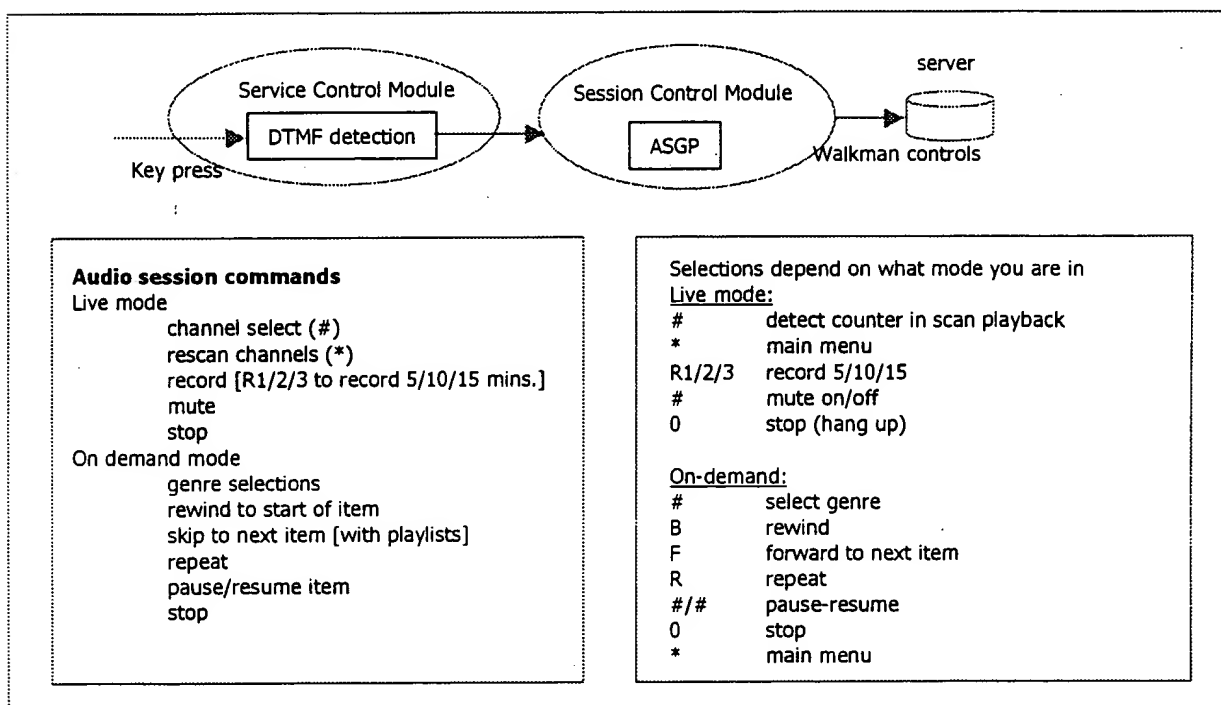 server
Service Control Module
Session Control Module
DTMF detection
ASGP
Key press
Walkman controls
Audio session commands
Live mode
channel select (#)
rescan channels (*)
record [R1/2/3 to record 5/10/15 mins.]
mute
stop
On demand mode
genre selections
rewind to start of item
skip to next item [with playlists]
repeat
pause/resume item
stop
Selections depend on what mode you are in
Live mode:
# detect counter in scan playback
* main menu
R1/2/3 record 5/10/15
# mute on/off
0 stop (hang up)
On-demand:
# select genre
B rewind
F forward to next item
R repeat
#/# pause-resume
0 stop
* main menu